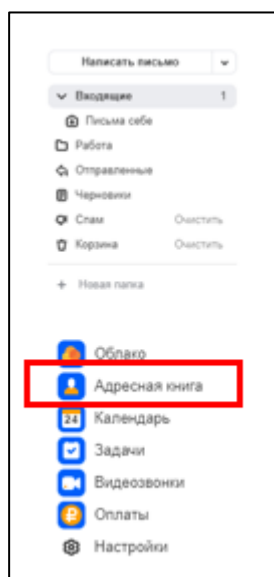 Написать письмо
Входящие 1
Письма себе
Работа
Отправленные
Черновики
Спам Очистить
Корзина Очистить
+ Новая папка
Облако
Адресная книга
24 Календарь
Задачи
Видеозвонки
₽ Оплаты
Настройки